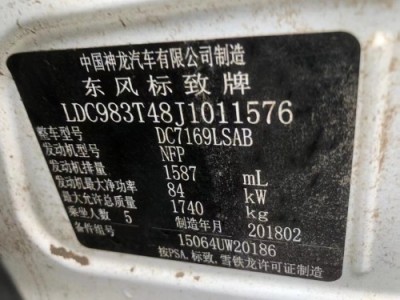 中国神龙汽车有限公司制造
东风标致牌
LDC983T48J1011576
整车型号 DC7169LSAB
发动机型号 NFP
发动机排量 1587 mL
发动机最大净功率 84 kW
最大允许总质量 1740 kg
乘坐人数 5 制造年月 201802
备件组号 15064UW20186
按PSA.标致.雪铁龙许可证制造